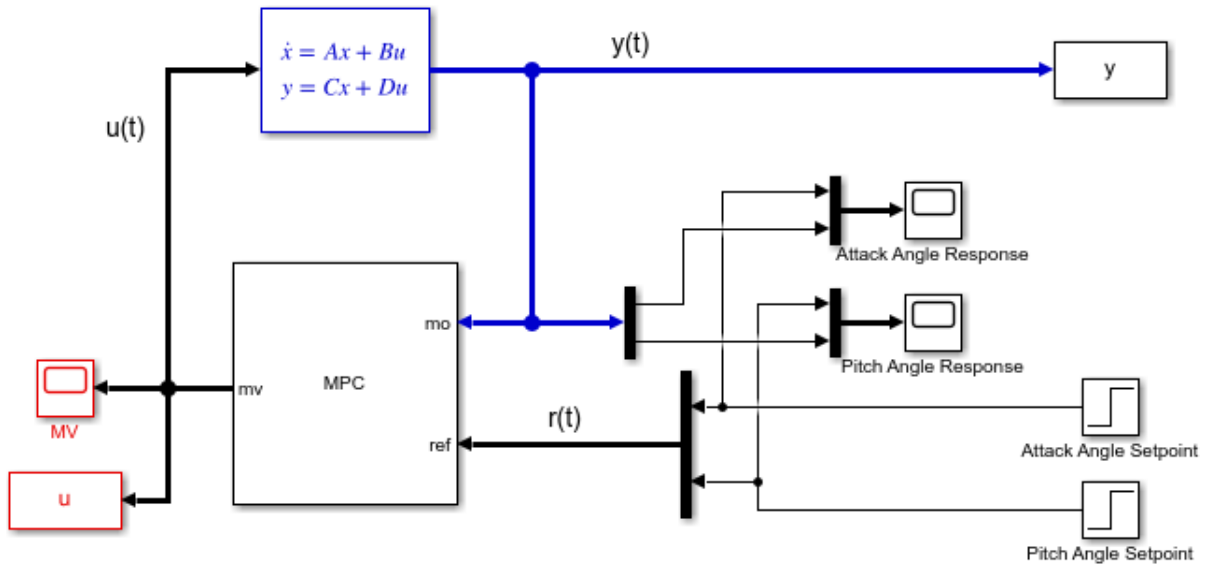 ẋ = Ax + Bu
y = Cx + Du
y(t)
y
u(t)
Attack Angle Response
mo
Pitch Angle Response
MPC
mv
MV
r(t)
ref
Attack Angle Setpoint
u
Pitch Angle Setpoint